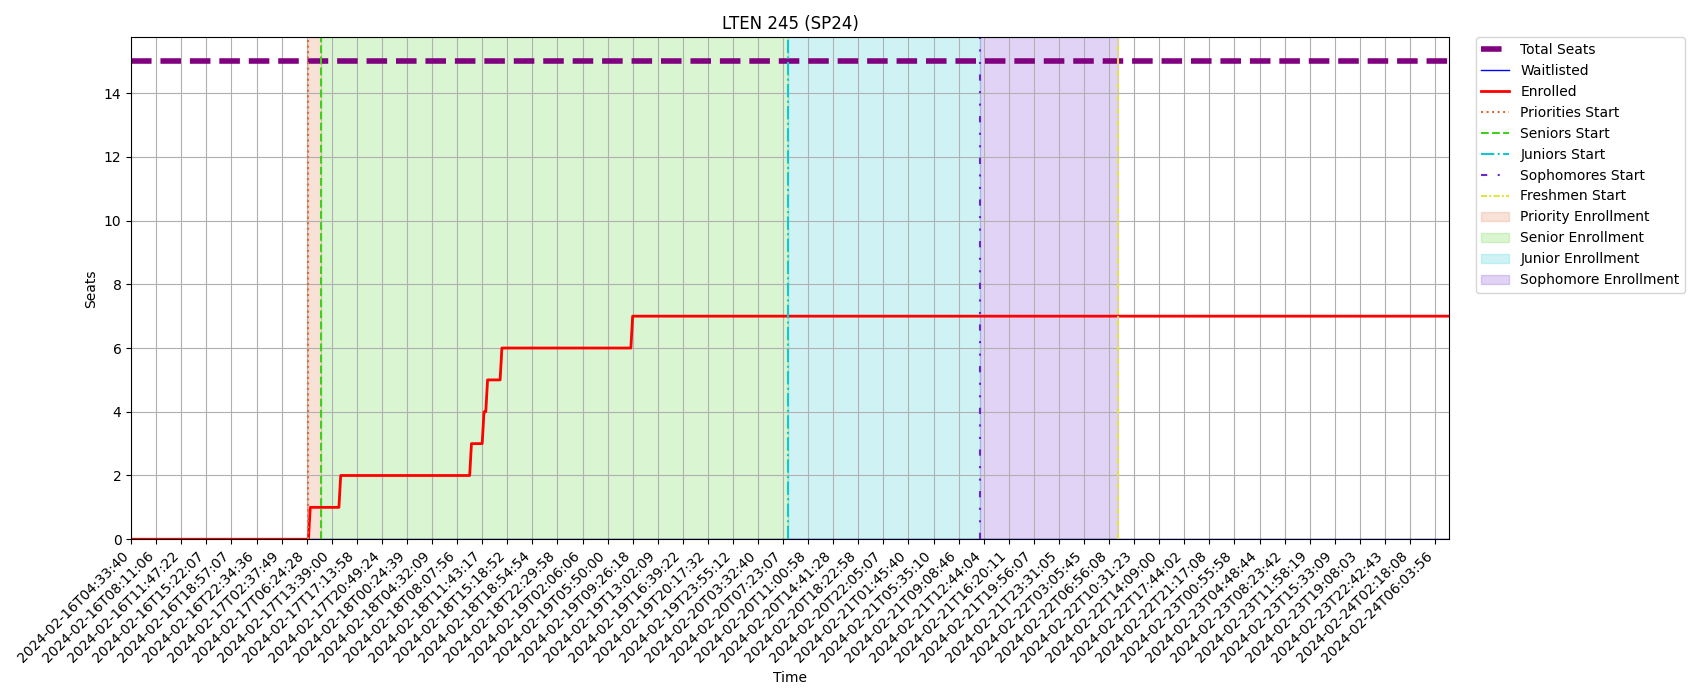 LTEN 245 (SP24)
Seats
14
12
10
8
6
4
2
0
2024-02-16T04:33:40
2024-02-16T08:11:06
2024-02-16T11:47:22
2024-02-16T15:22:07
2024-02-16T18:57:07
2024-02-16T22:34:36
2024-02-17T02:37:49
2024-02-17T06:24:28
2024-02-17T13:39:00
2024-02-17T17:13:58
2024-02-17T20:49:24
2024-02-18T00:24:39
2024-02-18T04:32:09
2024-02-18T08:07:56
2024-02-18T11:43:17
2024-02-18T15:18:52
2024-02-18T18:54:54
2024-02-18T22:29:58
2024-02-19T02:06:06
2024-02-19T05:50:00
2024-02-19T09:26:18
2024-02-19T13:02:09
2024-02-19T16:39:22
2024-02-19T20:17:32
2024-02-19T23:55:12
2024-02-20T03:32:40
2024-02-20T07:23:07
2024-02-20T11:00:58
2024-02-20T14:41:28
2024-02-20T18:22:58
2024-02-20T22:05:07
2024-02-21T01:45:40
2024-02-21T05:35:10
2024-02-21T09:08:46
2024-02-21T12:44:04
2024-02-21T16:20:11
2024-02-21T19:56:07
2024-02-21T23:31:05
2024-02-22T03:05:45
2024-02-22T06:56:08
2024-02-22T10:31:23
2024-02-22T14:09:00
2024-02-22T17:44:02
2024-02-22T21:17:08
2024-02-23T00:55:58
2024-02-23T04:48:44
2024-02-23T08:23:42
2024-02-23T11:58:19
2024-02-23T15:33:09
2024-02-23T19:08:03
2024-02-23T22:42:43
2024-02-24T02:18:08
2024-02-24T06:03:56
Time
Total Seats
Waitlisted
Enrolled
Priorities Start
Seniors Start
Juniors Start
Sophomores Start
Freshmen Start
Priority Enrollment
Senior Enrollment
Junior Enrollment
Sophomore Enrollment